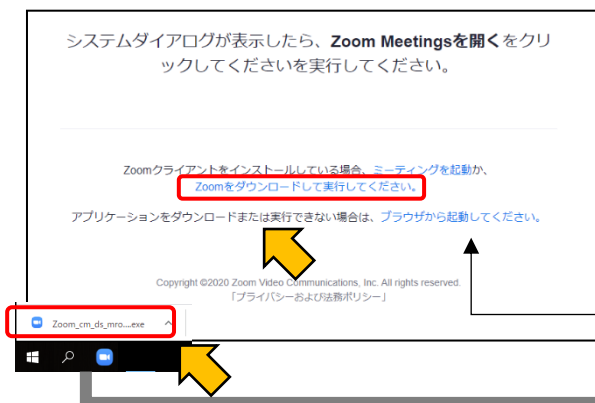 システムダイアログが表示したら、Zoom Meetingsを開くをクリ
ックしてくださいを実行してください。
Zoomクライアントをインストールしている場合、ミーティングを起動か、
Zoomをダウンロードして実行してください。
アプリケーションをダウンロードまたは実行できない場合は、ブラウザから起動してください。
Copyright ©2020 Zoom Video Communications, Inc. All rights reserved.
「プライバシーおよび法務ポリシー」
Zoom_cm_ds_mro....exe